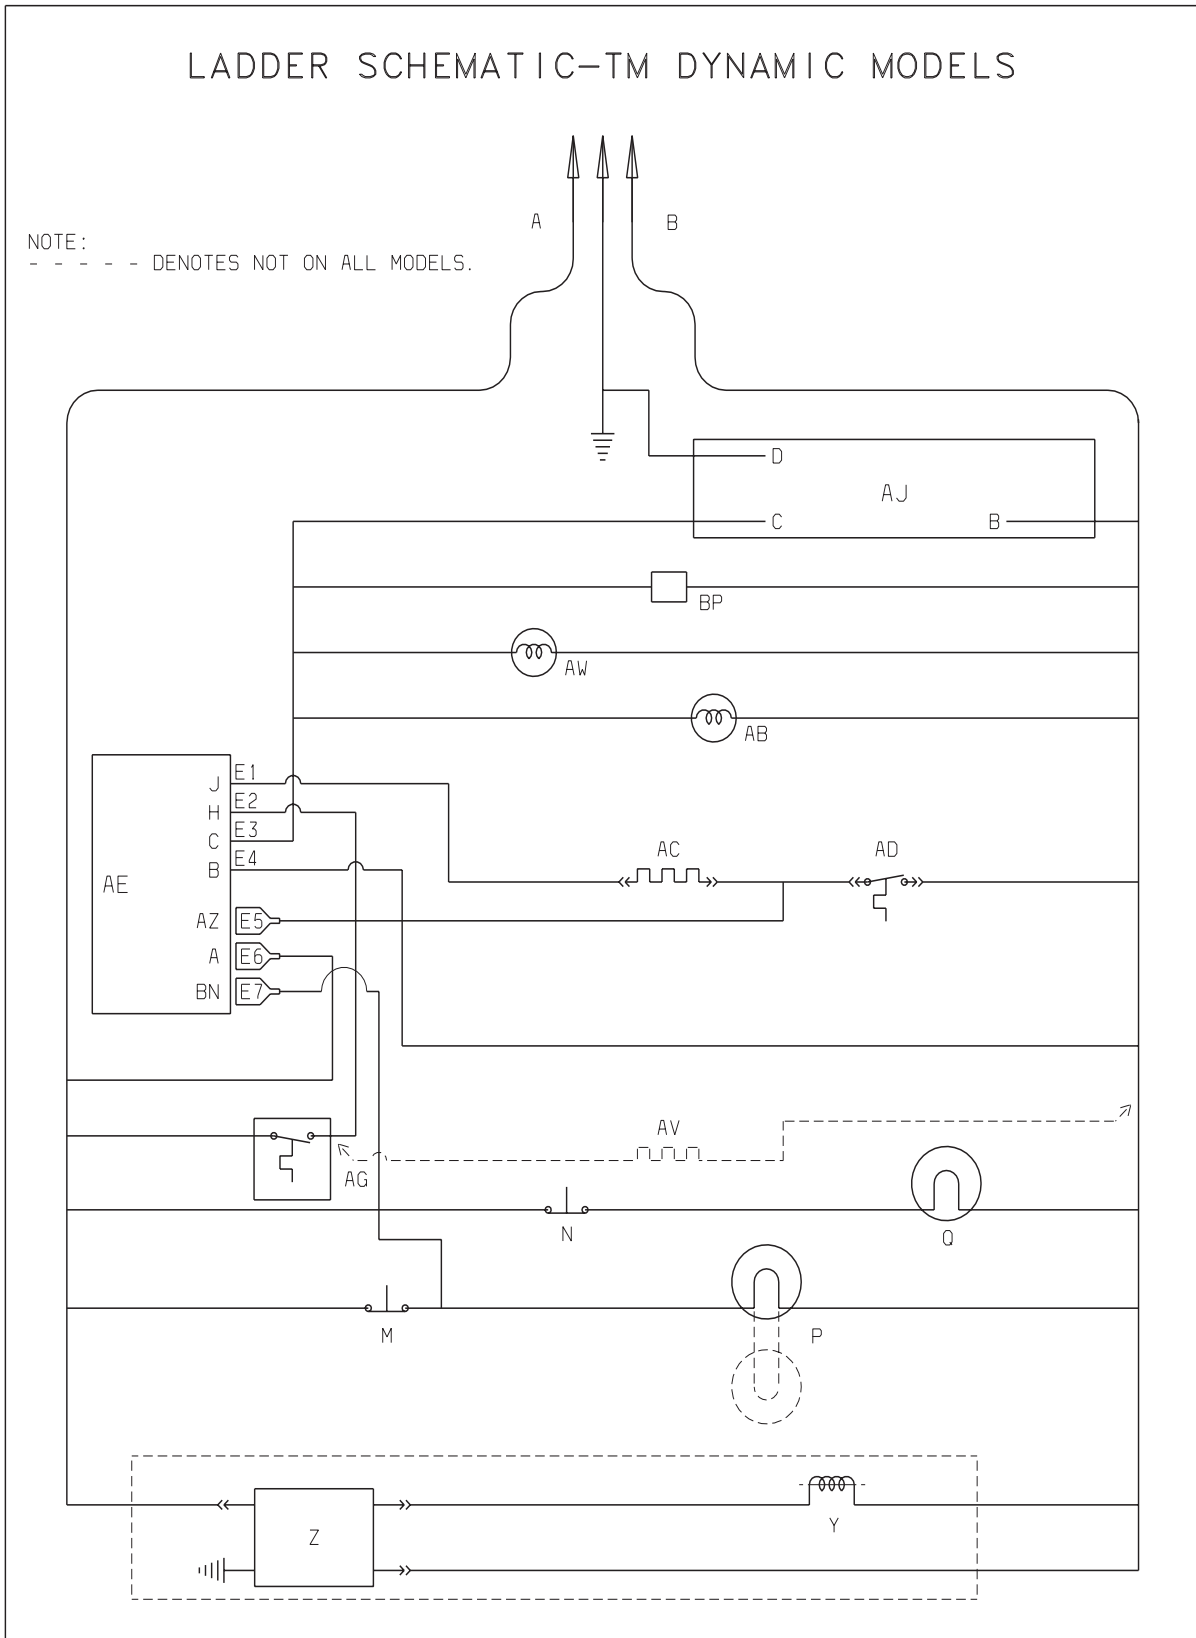 LADDER SCHEMATIC-TM DYNAMIC MODELS
A
B
NOTE:
- - - - - DENOTES NOT ON ALL MODELS.
D
AJ
C
B
BP
AW
AB
J
E1
H
E2
C
E3
B
E4
AE
AC
AD
AZ
E5
A
E6
BN
E7
AV
AG
N
Q
M
P
Z
Y